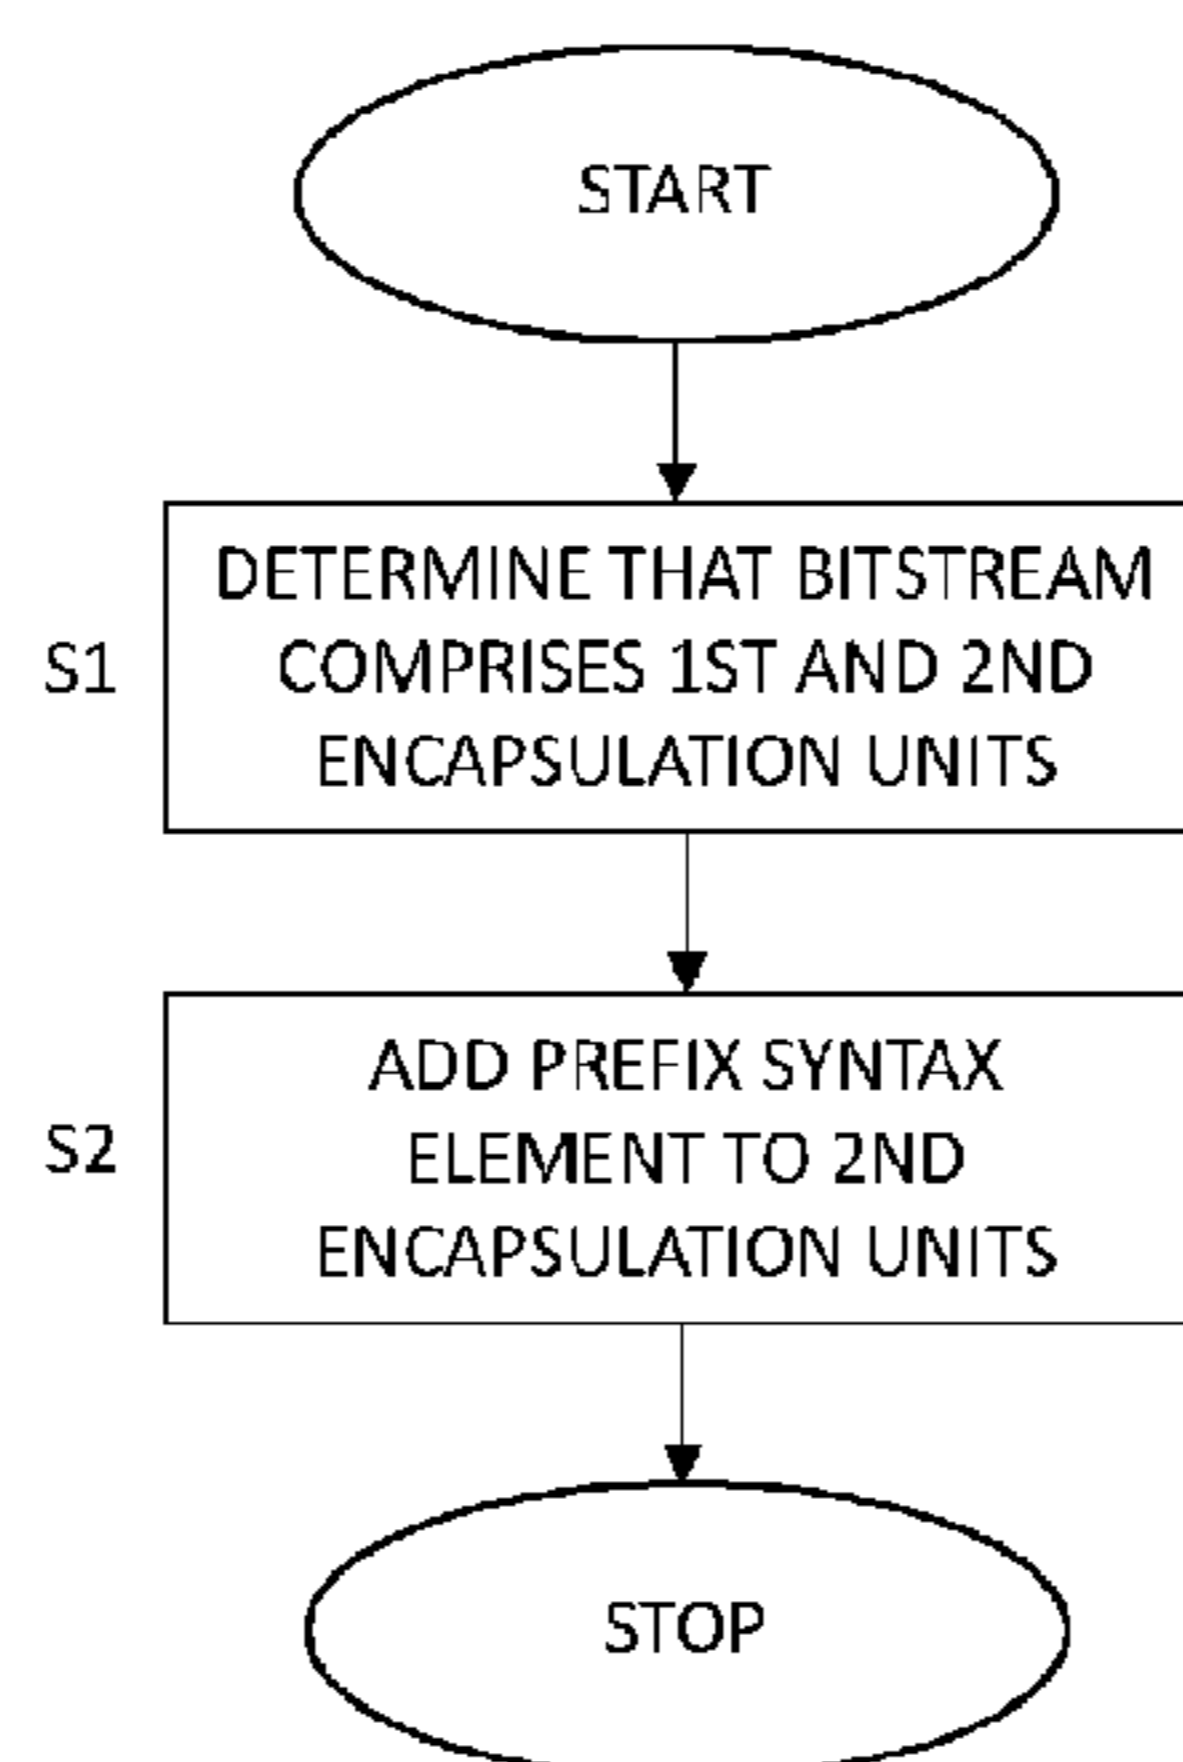 START
S1
DETERMINE THAT BITSTREAM
COMPRISES 1ST AND 2ND
ENCAPSULATION UNITS
S2
ADD PREFIX SYNTAX
ELEMENT TO 2ND
ENCAPSULATION UNITS
STOP